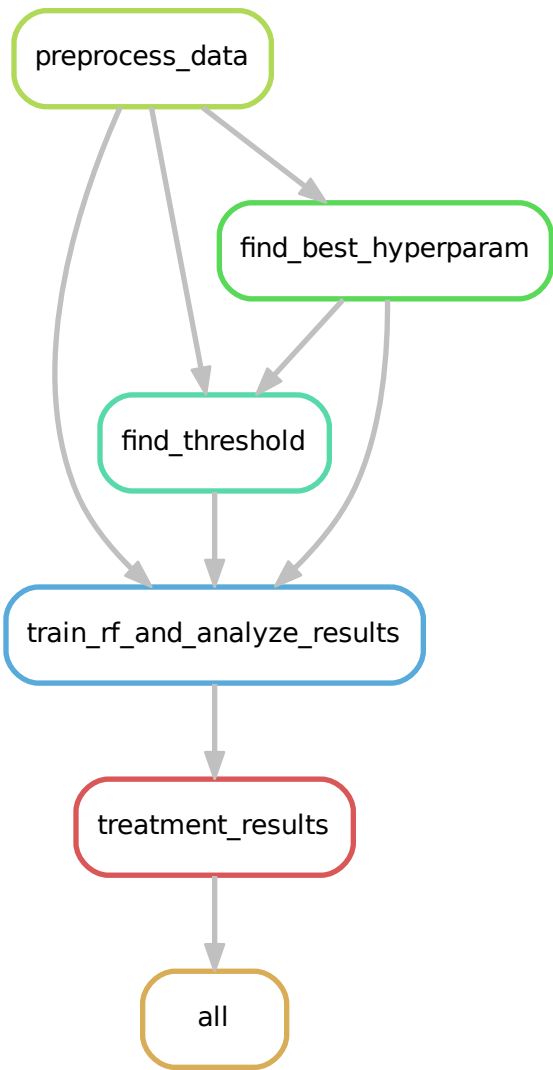 preprocess_data
find_best_hyperparam
find_threshold
train_rf_and_analyze_results
treatment_results
all